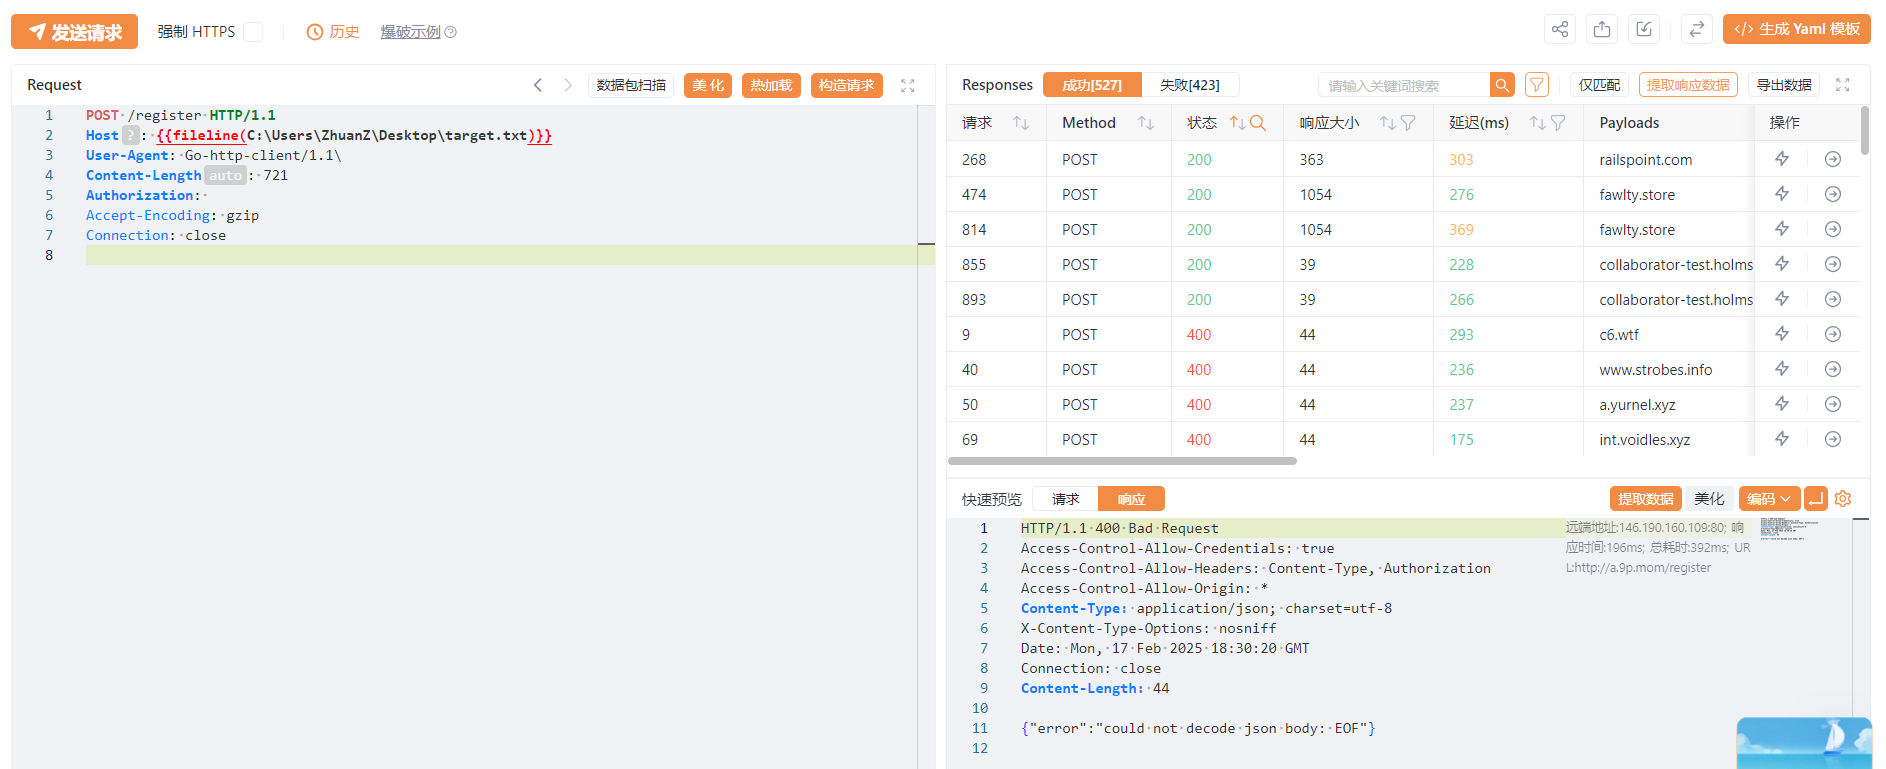 发送请求 强制 HTTPS 历史 爆破示例 </> 生成 Yaml 模板
Request 数据包扫描 美化 热加载 构造请求
1 POST /register HTTP/1.1
2 Host ? : {{fileline(C:\Users\ZhuanZ\Desktop\target.txt)}}
3 User-Agent: Go-http-client/1.1\
4 Content-Length auto : 721
5 Authorization:
6 Accept-Encoding: gzip
7 Connection: close
8
Responses 成功[527] 失败[423] 请输入关键词搜索 仅匹配 提取响应数据 导出数据
请求 Method 状态 响应大小 延迟(ms) Payloads 操作
268 POST 200 363 303 railspoint.com
474 POST 200 1054 276 fawlty.store
814 POST 200 1054 369 fawlty.store
855 POST 200 39 228 collaborator-test.holms
893 POST 200 39 266 collaborator-test.holms
9 POST 400 44 293 c6.wtf
40 POST 400 44 236 www.strobes.info
50 POST 400 44 237 a.yurnel.xyz
69 POST 400 44 175 int.voidles.xyz
快速预览 请求 响应 提取数据 美化 编码
1 HTTP/1.1 400 Bad Request
2 Access-Control-Allow-Credentials: true
3 Access-Control-Allow-Headers: Content-Type, Authorization
4 Access-Control-Allow-Origin: *
5 Content-Type: application/json; charset=utf-8
6 X-Content-Type-Options: nosniff
7 Date: Mon, 17 Feb 2025 18:30:20 GMT
8 Connection: close
9 Content-Length: 44
10
11 {"error":"could not decode json body: EOF"}
12
远端地址:146.190.160.109:80; 响
应时间:196ms; 总耗时:392ms; UR
L:http://a.9p.mom/register